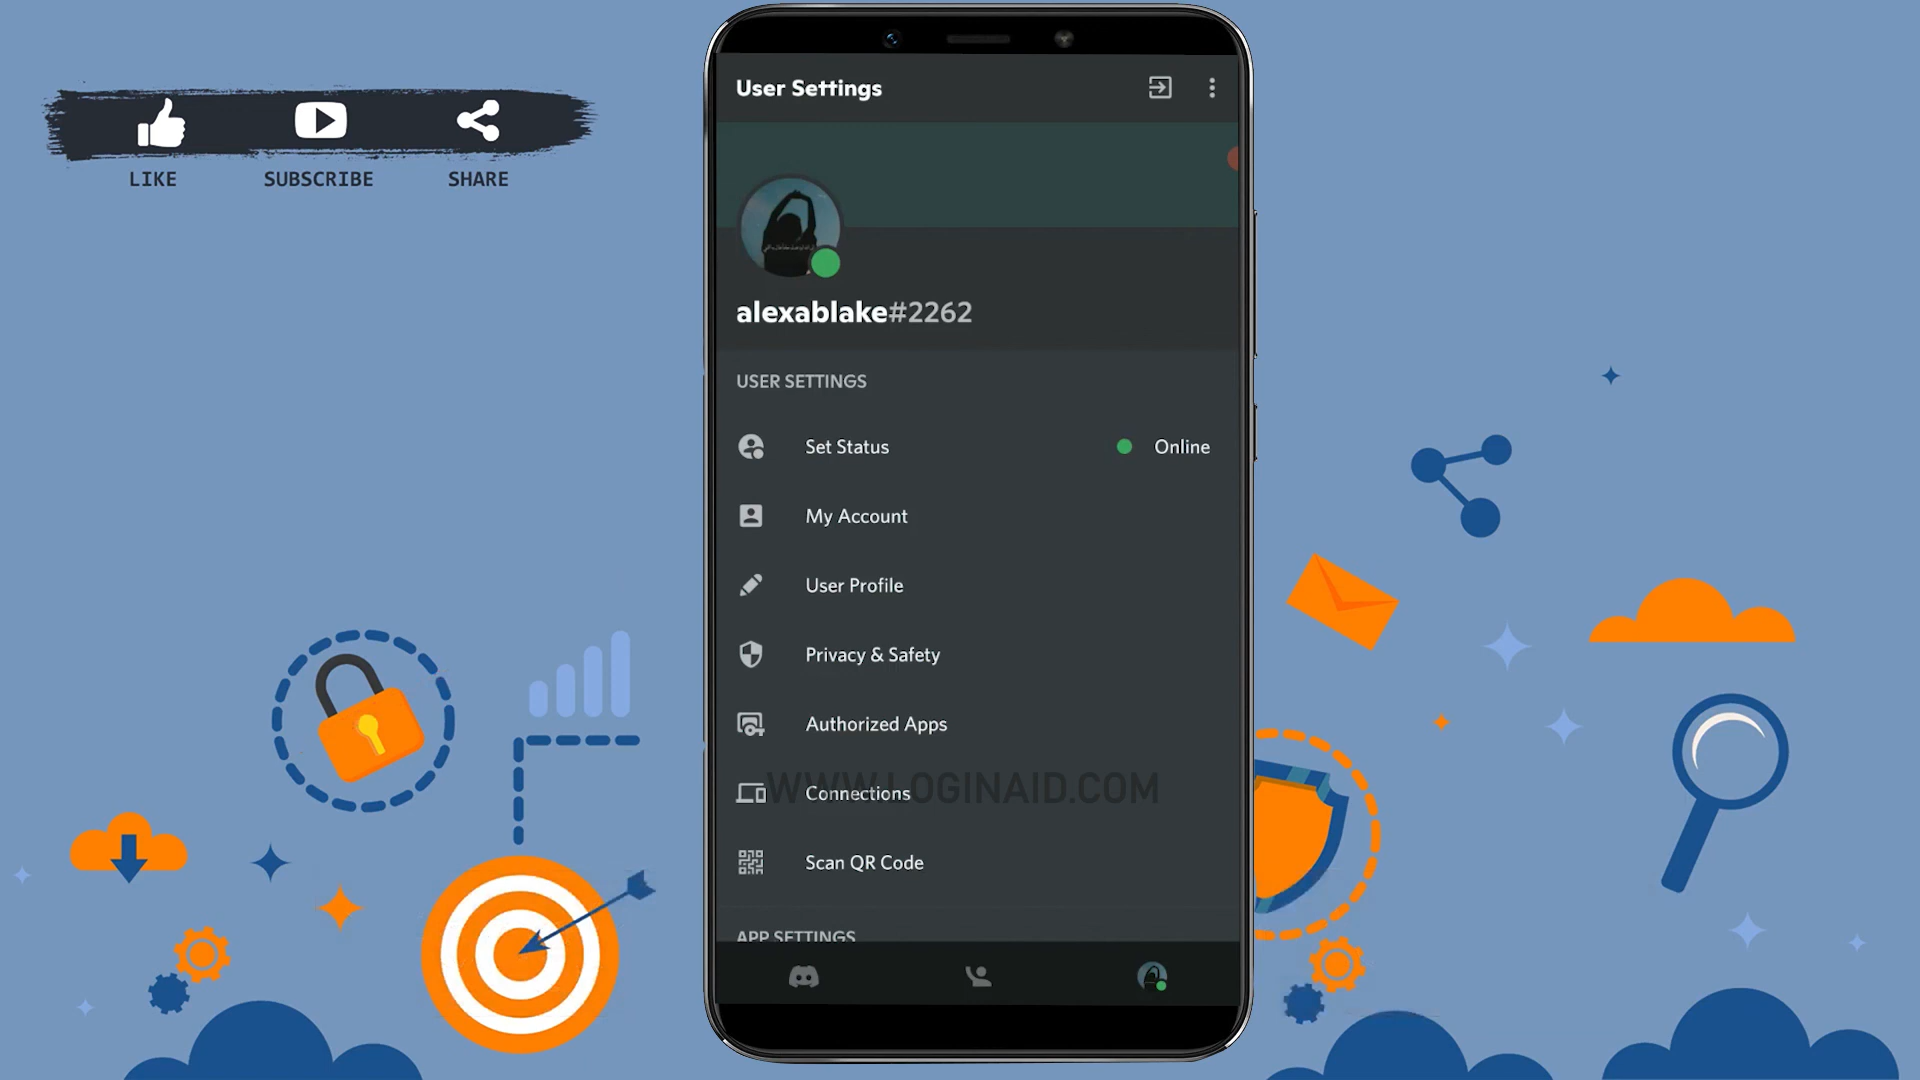 LIKE
SUBSCRIBE
SHARE
User Settings
alexablake#2262
USER SETTINGS
Set Status
Online
My Account
User Profile
Privacy & Safety
Authorized Apps
Connections
WWW.LOGINAID.COM
Scan QR Code
APP SETTINGS